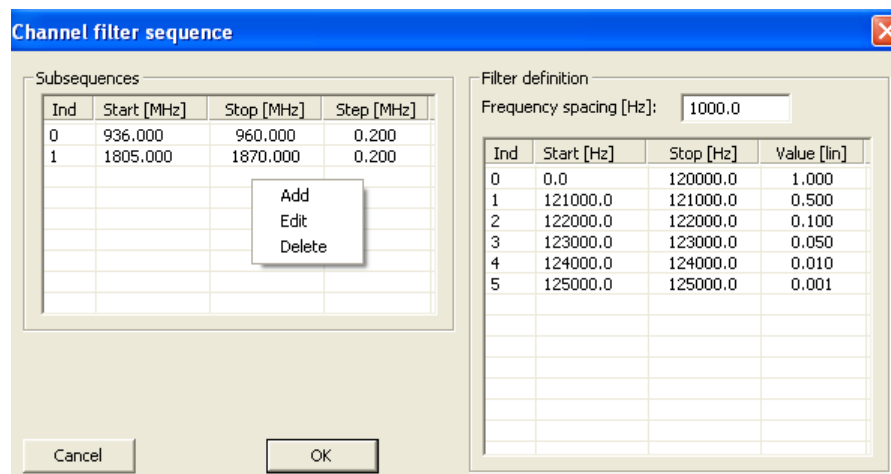 Channel filter sequence
Subsequences
Ind Start [MHz] Stop [MHz] Step [MHz]
0 936.000 960.000 0.200
1 1805.000 1870.000 0.200
Add
Edit
Delete
Filter definition
Frequency spacing [Hz]: 1000.0
Ind Start [Hz] Stop [Hz] Value [lin]
0 0.0 120000.0 1.000
1 121000.0 121000.0 0.500
2 122000.0 122000.0 0.100
3 123000.0 123000.0 0.050
4 124000.0 124000.0 0.010
5 125000.0 125000.0 0.001
Cancel OK